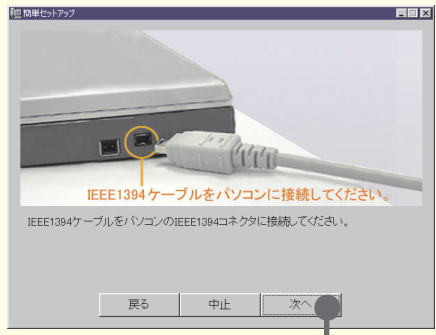 簡単セットアップ
IEEE1394ケーブルをパソコンに接続してください。
IEEE1394ケーブルをパソコンのIEEE1394コネクタに接続してください。
戻る
中止
次へ